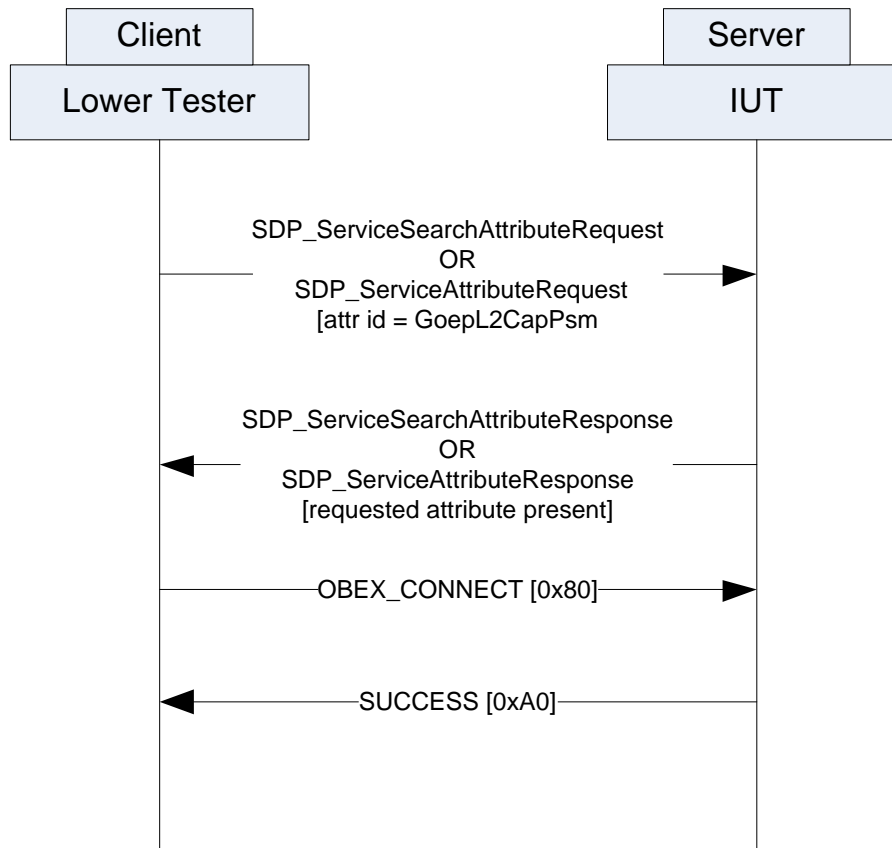 Client
Server
Lower Tester
IUT
SDP_ServiceSearchAttributeRequest
OR
SDP_ServiceAttributeRequest
[attr id = GoepL2CapPsm
SDP_ServiceSearchAttributeResponse
OR
SDP_ServiceAttributeResponse
[requested attribute present]
OBEX_CONNECT [0x80]
SUCCESS [0xA0]